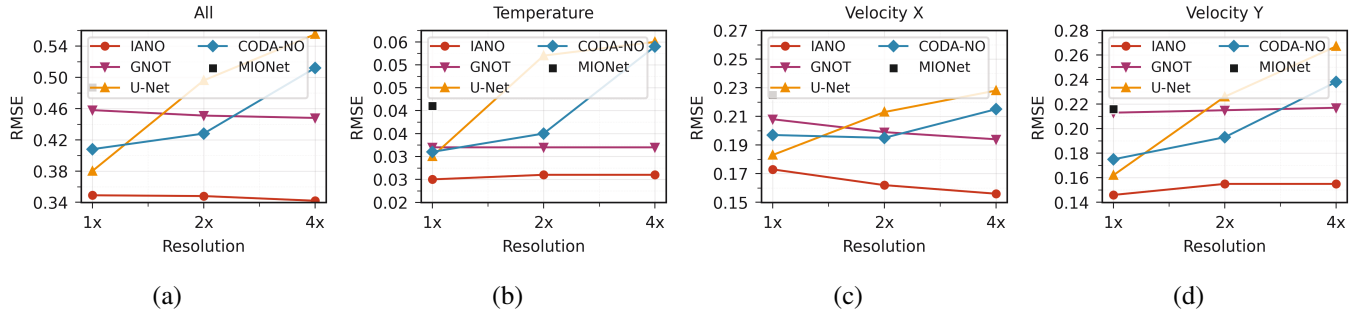 All
RMSE
0.54
0.50
0.46
0.42
0.38
0.34
IANO
GNOT
U-Net
CODA-NO
MIONet
1x
2x
4x
Resolution
(a)
Temperature
RMSE
0.06
0.05
0.05
0.04
0.04
0.03
0.03
0.02
IANO
GNOT
U-Net
CODA-NO
MIONet
1x
2x
4x
Resolution
(b)
Velocity X
RMSE
0.27
0.25
0.23
0.21
0.19
0.17
0.15
IANO
GNOT
U-Net
CODA-NO
MIONet
1x
2x
4x
Resolution
(c)
Velocity Y
RMSE
0.28
0.26
0.24
0.22
0.20
0.18
0.16
0.14
IANO
GNOT
U-Net
CODA-NO
MIONet
1x
2x
4x
Resolution
(d)